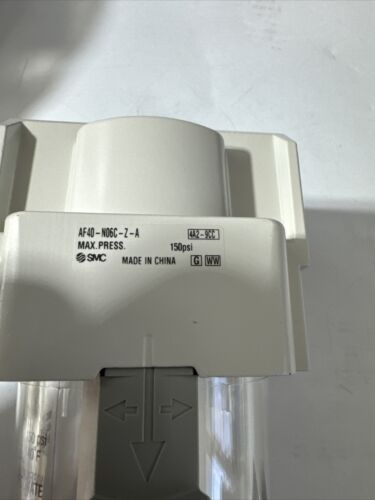 AF40-N06C-Z-A 4A2-9CC
MAX. PRESS. 150psi
SMC MADE IN CHINA G WW